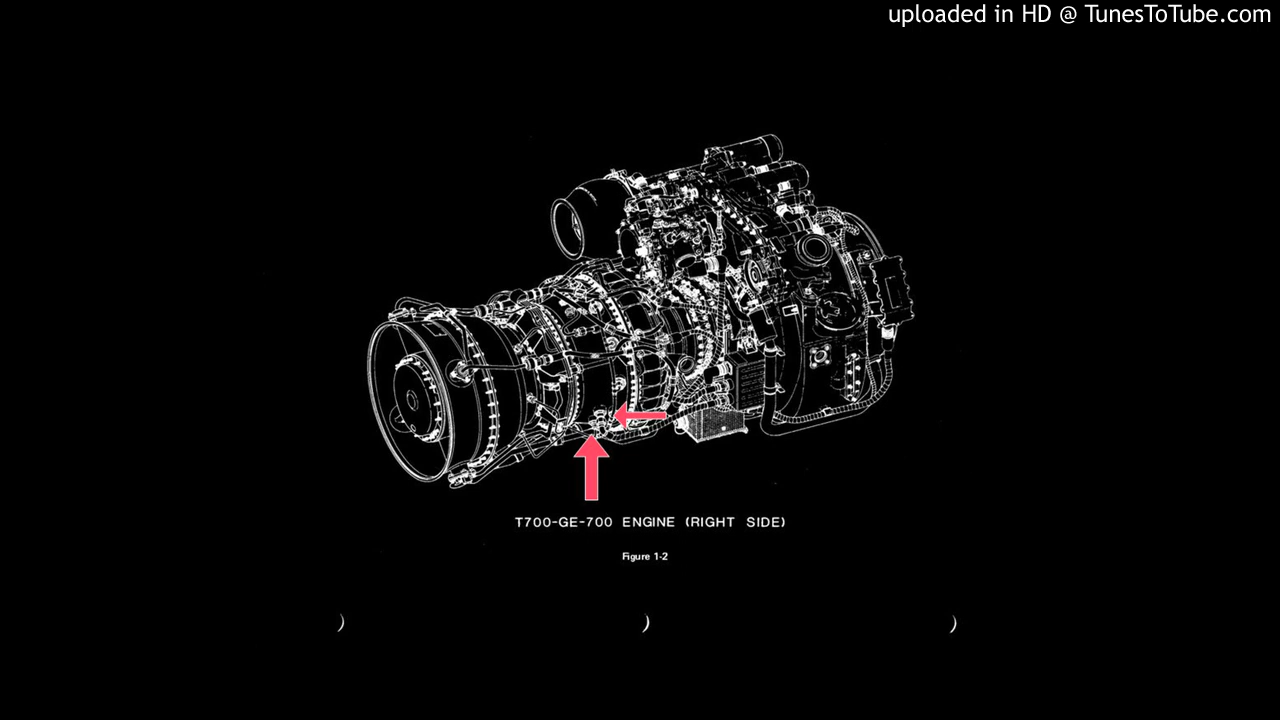 uploaded in HD @ TunesToTube.com
T700-GE-700 ENGINE (RIGHT SIDE)
Figure 1-2